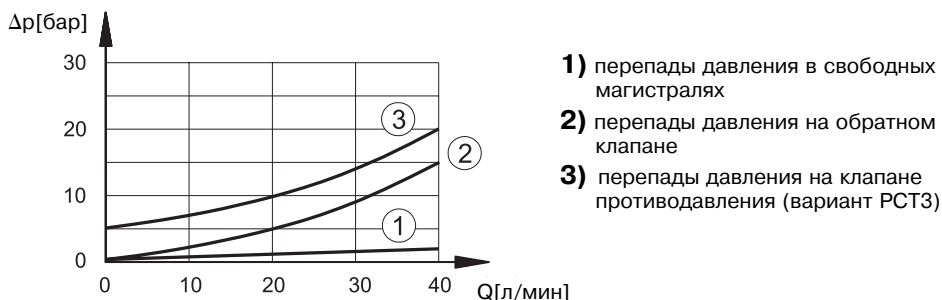 Δp[бар]
30
20
10
0
0 10 20 30 40 Q[л/мин]
3
2
1
1) перепады давления в свободных
магистралях
2) перепады давления на обратном
клапане
3) перепады давления на клапане
противодавления (вариант PCT3)